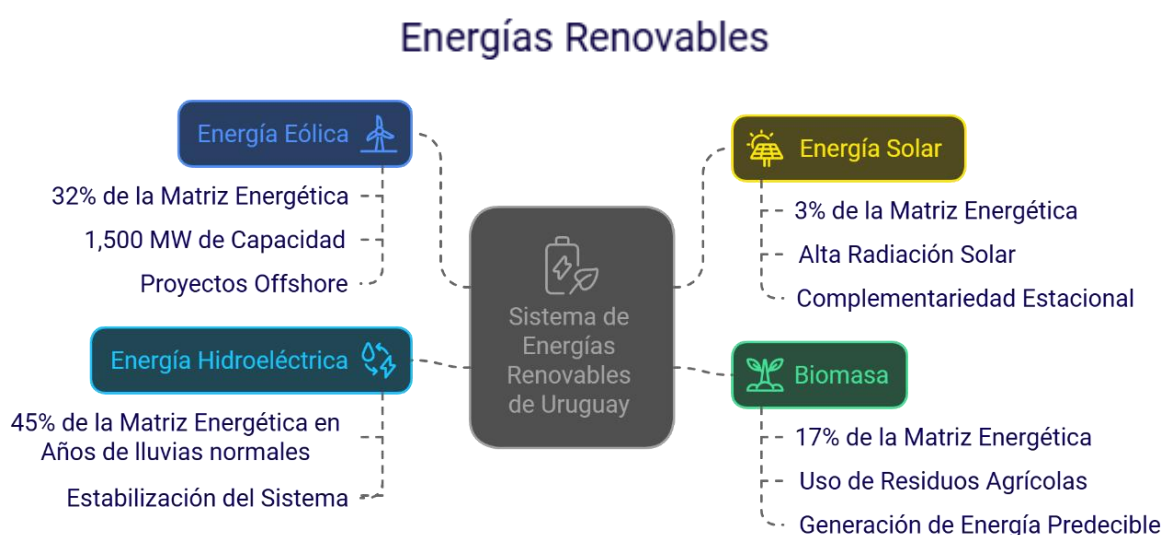 Energías Renovables
Energía Eólica
32% de la Matriz Energética
1,500 MW de Capacidad
Proyectos Offshore
Energía Hidroeléctrica
45% de la Matriz Energética en
Años de lluvias normales
Estabilización del Sistema
Sistema de
Energías
Renovables
de Uruguay
Energía Solar
3% de la Matriz Energética
Alta Radiación Solar
Complementariedad Estacional
Biomasa
17% de la Matriz Energética
Uso de Residuos Agrícolas
Generación de Energía Predecible